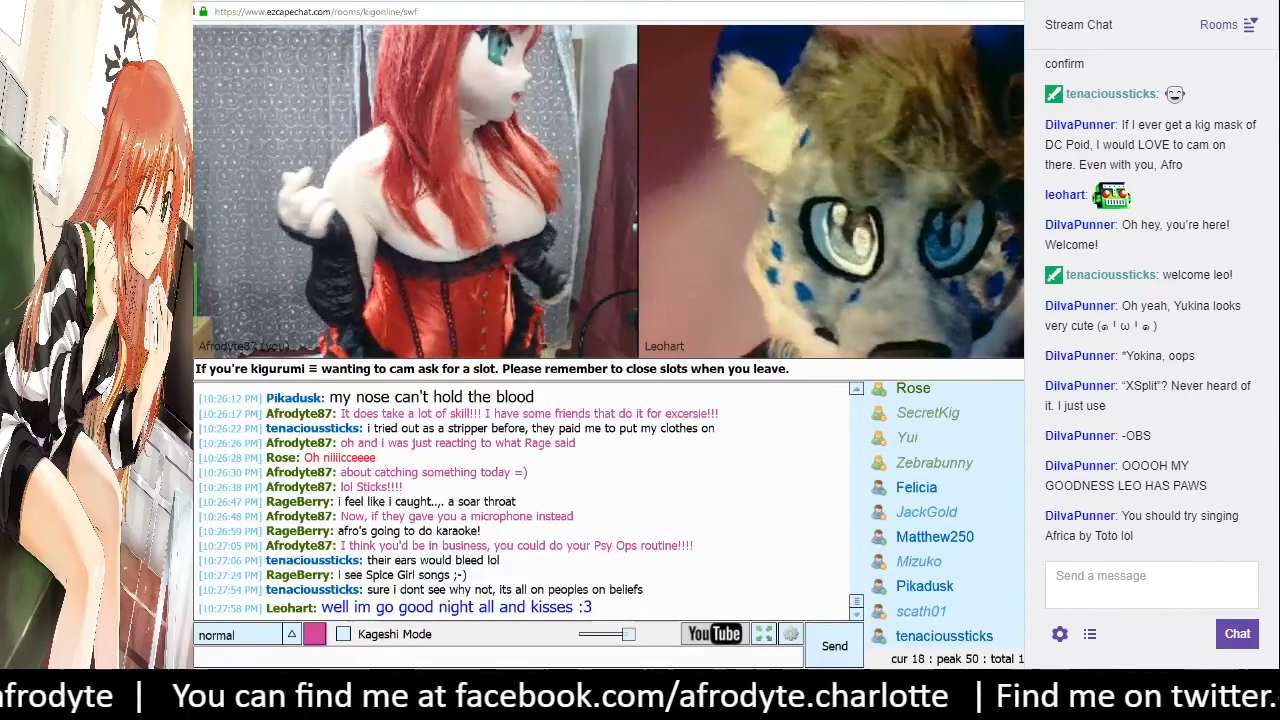 https://www.ezcapechat.com/rooms/kigonline/swf
Leohart
If you're kigurumi ≡ wanting to cam ask for a slot. Please remember to close slots when you leave.
[10:26:12 PM] Pikadusk: my nose can't hold the blood
[10:26:17 PM] Afrodyte87: It does take a lot of skill!!! I have some friends that do it for excersie!!!
[10:26:22 PM] tenacioussticks: i tried out as a stripper before, they paid me to put my clothes on
[10:26:26 PM] Afrodyte87: oh and i was just reacting to what Rage said
[10:26:28 PM] Rose: Oh niiicceeee
[10:26:30 PM] Afrodyte87: about catching something today =)
[10:26:38 PM] Afrodyte87: lol Sticks!!!!
[10:26:47 PM] RageBerry: i feel like i caught..,. a soar throat
[10:26:48 PM] Afrodyte87: Now, if they gave you a microphone instead
[10:26:59 PM] RageBerry: afro's going to do karaoke!
[10:27:05 PM] Afrodyte87: I think you'd be in business, you could do your Psy Ops routine!!!!
[10:27:06 PM] tenacioussticks: their ears would bleed lol
[10:27:24 PM] RageBerry: i see Spice Girl songs ;-)
[10:27:54 PM] tenacioussticks: sure i dont see why not, its all on peoples on beliefs
[10:27:58 PM] Leohart: well im go good night all and kisses :3
normal
Kageshi Mode
YouTube
Send
Rose
SecretKig
Yui
Zebrabunny
Felicia
JackGold
Matthew250
Mizuko
Pikadusk
scath01
tenacioussticks
cur 18 : peak 50 : total 1
Stream Chat
Rooms
confirm
tenacioussticks:
DilvaPunner: If I ever get a kig mask of
DC Poid, I would LOVE to cam on
there. Even with you, Afro
leohart:
DilvaPunner: Oh hey, you're here!
Welcome!
tenacioussticks: welcome leo!
DilvaPunner: Oh yeah, Yukina looks
very cute (๑╹ω╹๑)
DilvaPunner: *Yokina, oops
DilvaPunner: “XSplit”? Never heard of
it. I just use
DilvaPunner: -OBS
DilvaPunner: OOOOH MY
GOODNESS LEO HAS PAWS
DilvaPunner: You should try singing
Africa by Toto lol
Send a message
Chat
afrodyte | You can find me at facebook.com/afrodyte.charlotte | Find me on twitter.